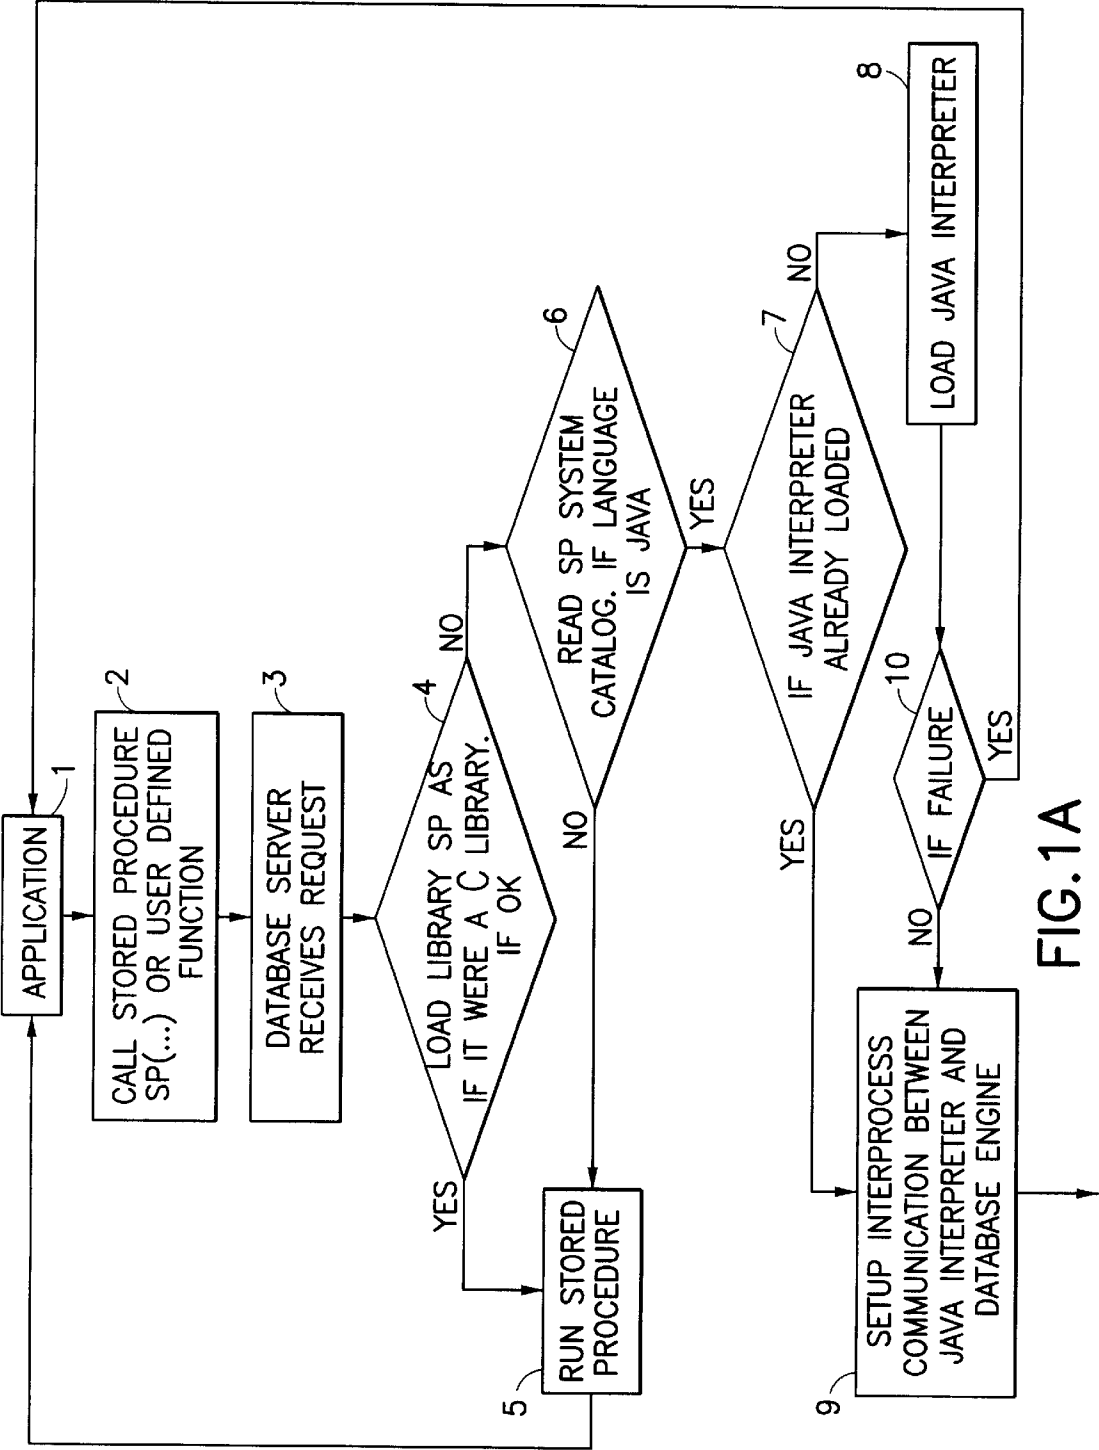 1
APPLICATION
2
CALL STORED PROCEDURE
SP(...) OR USER DEFINED
FUNCTION
3
DATABASE SERVER
RECEIVES REQUEST
4
LOAD LIBRARY SP AS
IF IT WERE A C LIBRARY.
IF OK
YES
NO
5
RUN STORED
PROCEDURE
6
READ SP SYSTEM
CATALOG. IF LANGUAGE
IS JAVA
NO
YES
7
IF JAVA INTERPRETER
ALREADY LOADED
YES
NO
8
LOAD JAVA INTERPRETER
10
IF FAILURE
NO
YES
9
SETUP INTERPROCESS
COMMUNICATION BETWEEN
JAVA INTERPRETER AND
DATABASE ENGINE
FIG.1A